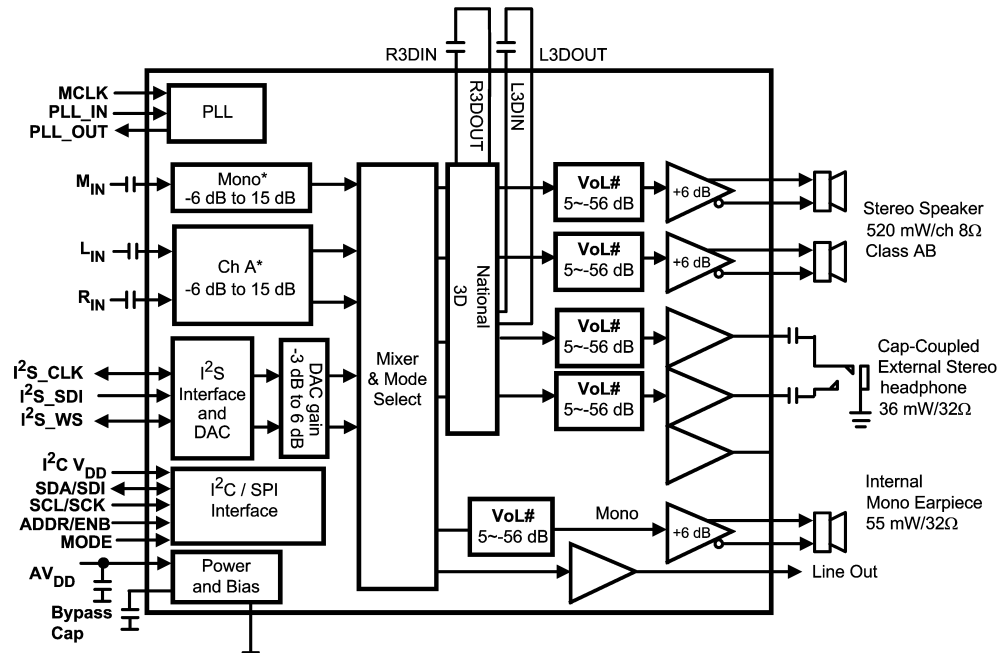 R3DIN
L3DOUT
R3DOUT
L3DIN
MCLK
PLL_IN
PLL_OUT
PLL
MIN
Mono*
-6 dB to 15 dB
LIN
RIN
Ch A*
-6 dB to 15 dB
I2S_CLK
I2S_SDI
I2S_WS
I2S
Interface
and
DAC
DAC gain
-3 dB to 6 dB
I2C VDD
SDA/SDI
SCL/SCK
ADDR/ENB
MODE
I2C / SPI
Interface
AVDD
Power
and Bias
Bypass
Cap
Mixer
& Mode
Select
National
3D
VoL#
5~-56 dB
+6 dB
VoL#
5~-56 dB
+6 dB
Stereo Speaker
520 mW/ch 8Ω
Class AB
VoL#
5~-56 dB
VoL#
5~-56 dB
Cap-Coupled
External Stereo
headphone
36 mW/32Ω
VoL#
5~-56 dB
Mono
+6 dB
Internal
Mono Earpiece
55 mW/32Ω
Line Out